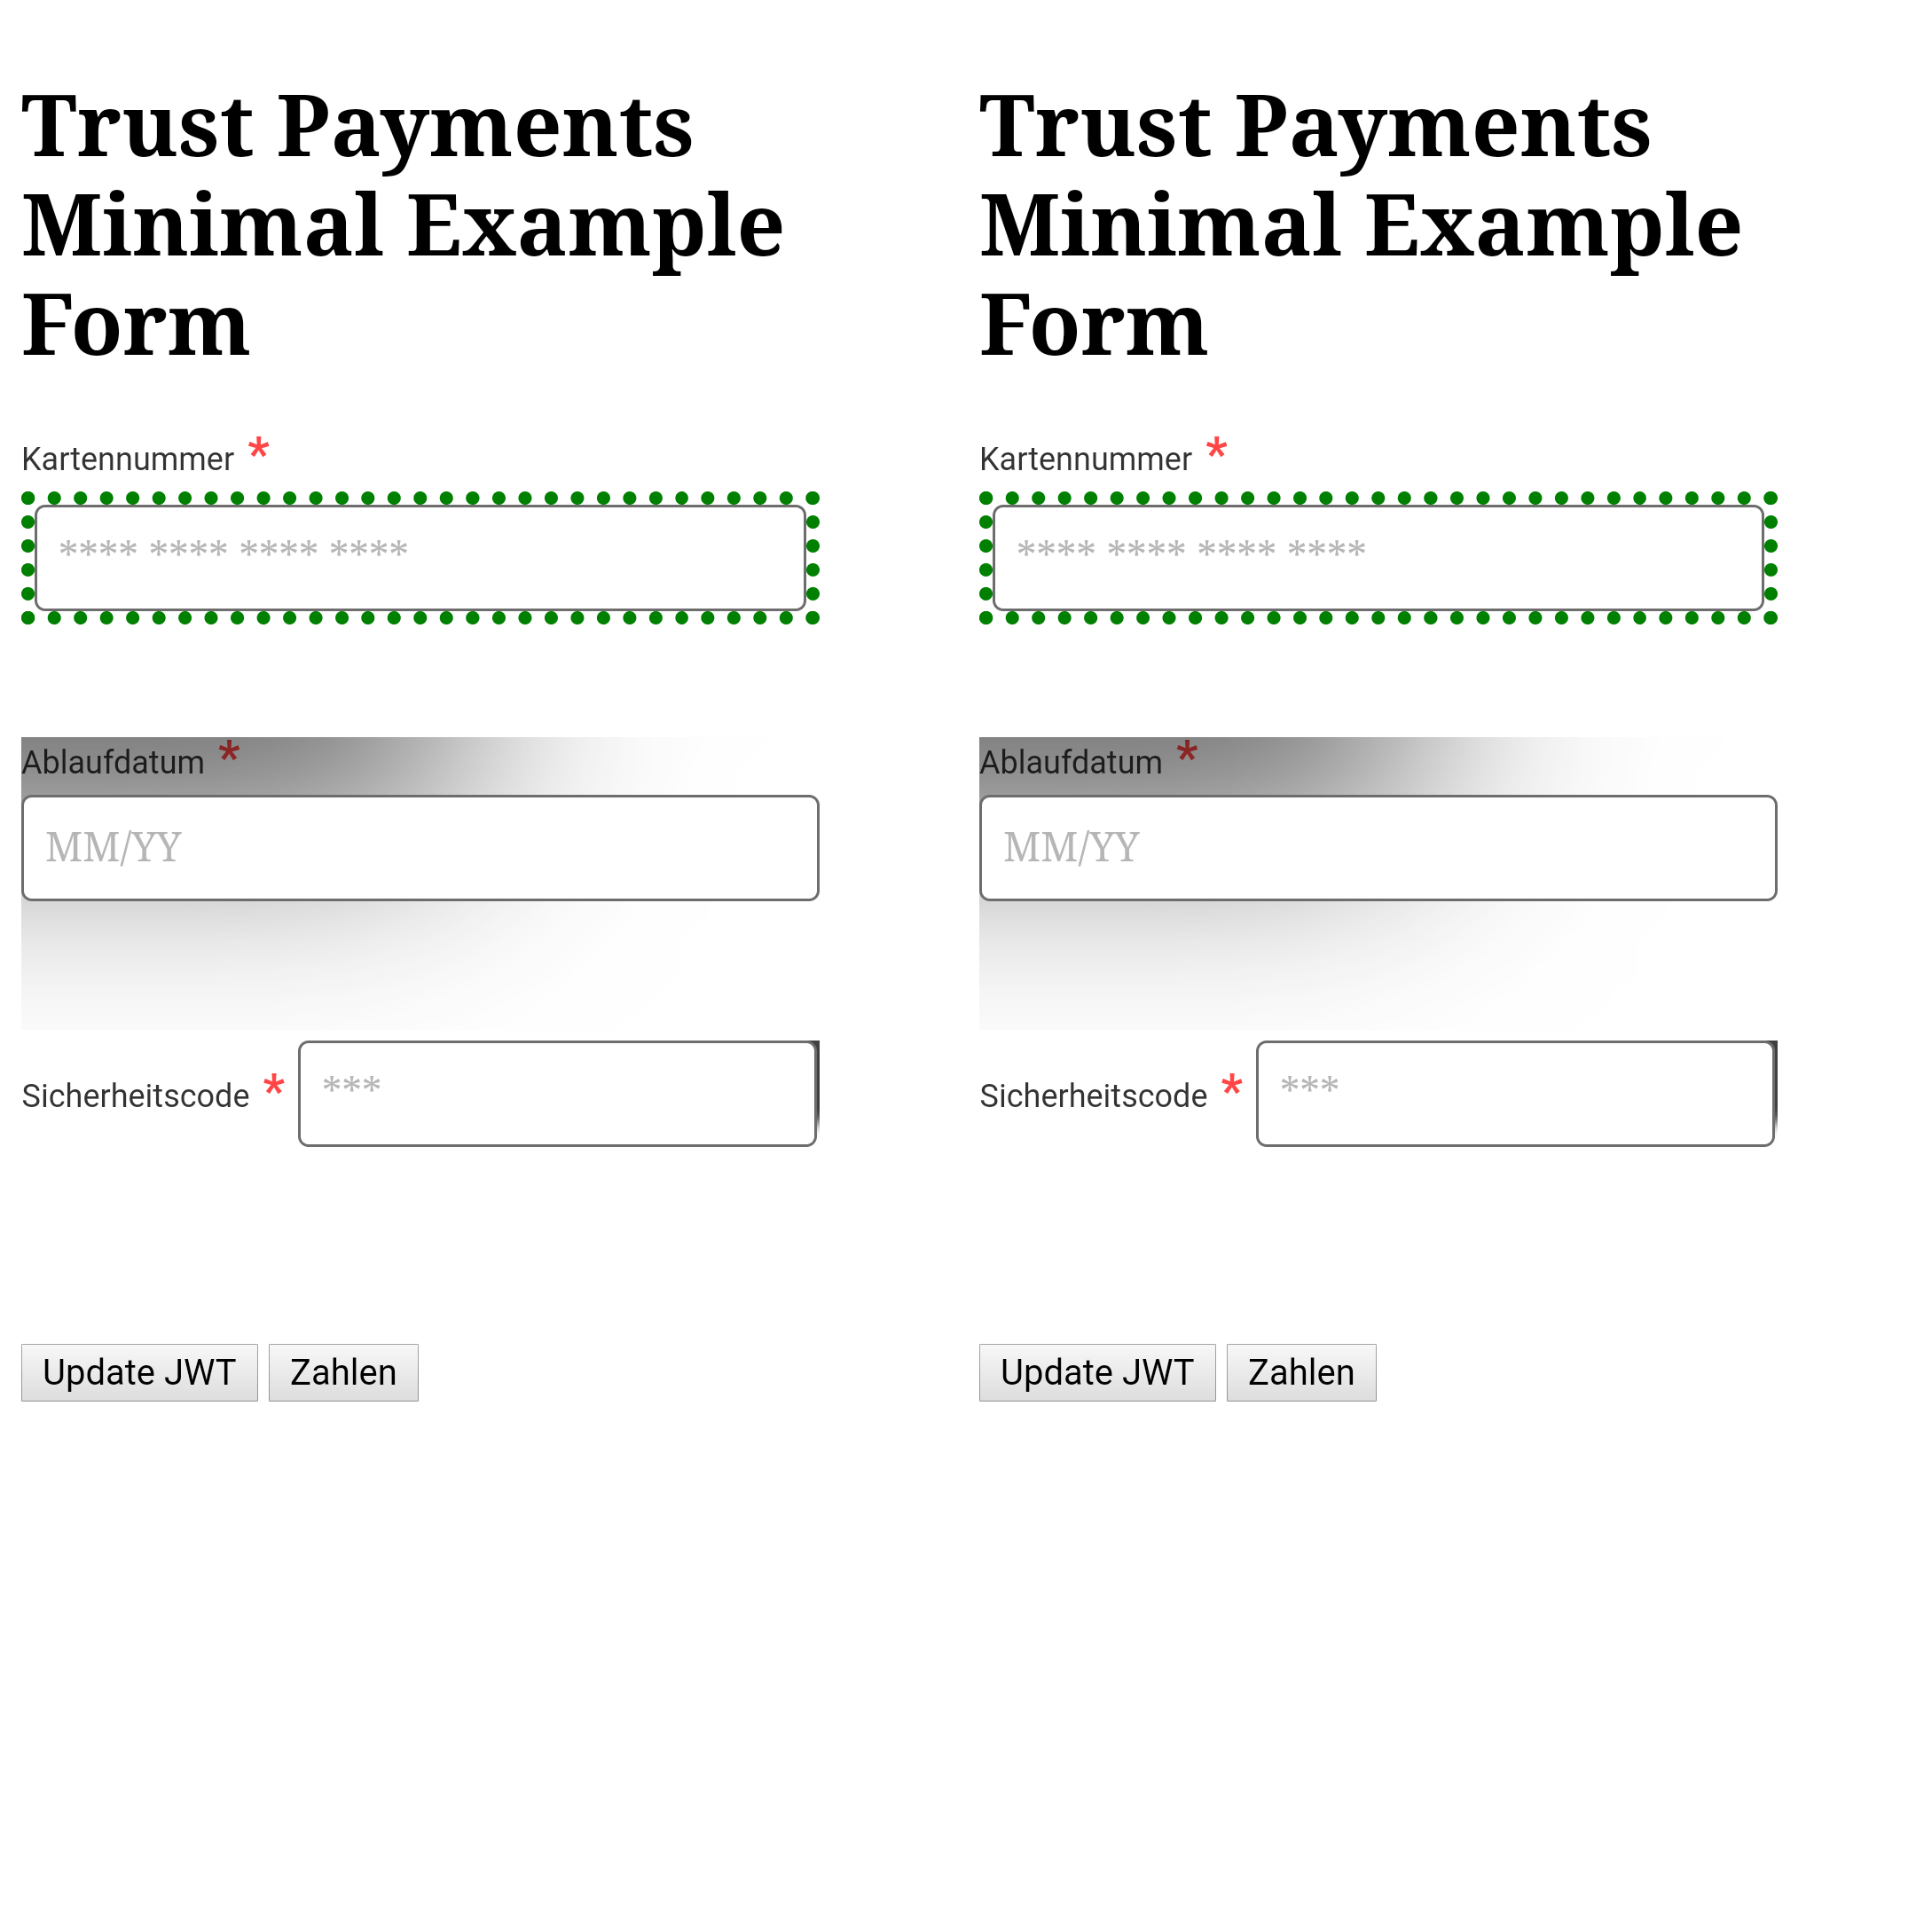 Trust Payments
Minimal Example
Form
Kartennummer *
**** **** **** ****
Ablaufdatum *
MM/YY
Sicherheitscode * ***
Update JWT Zahlen
Trust Payments
Minimal Example
Form
Kartennummer *
**** **** **** ****
Ablaufdatum *
MM/YY
Sicherheitscode * ***
Update JWT Zahlen